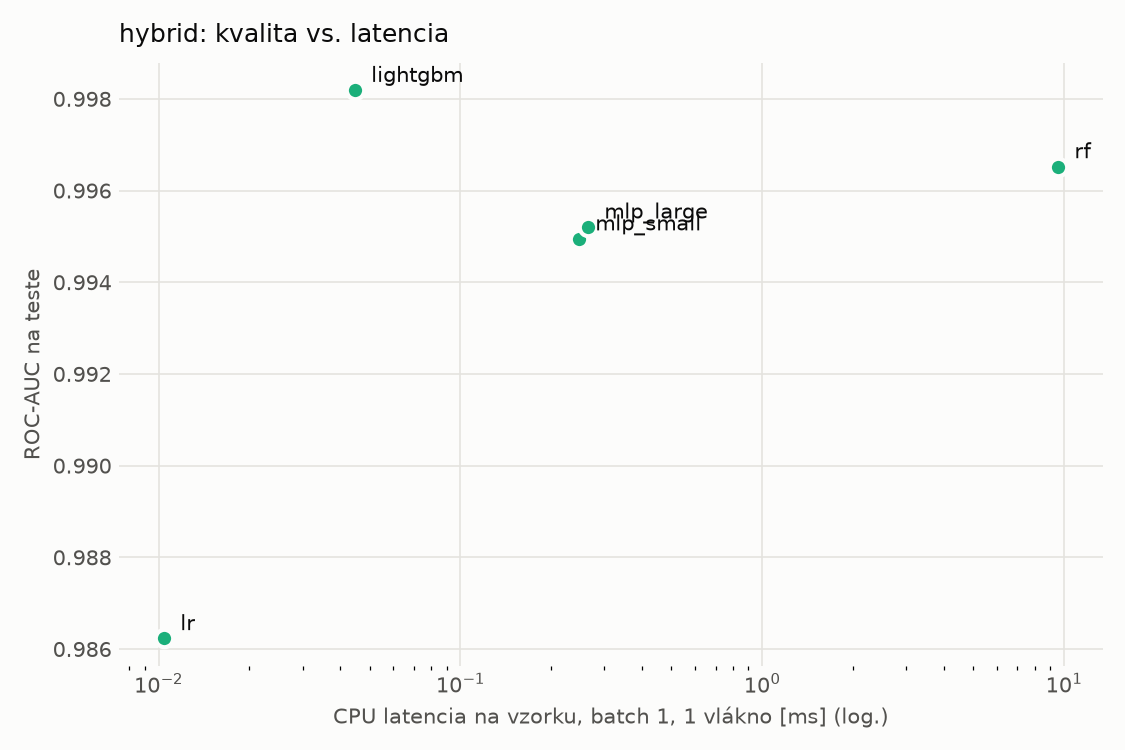 hybrid: kvalita vs. latencia
lightgbm
0.998
rf
0.996
mlp_large
mlp_small
0.994
0.992
0.990
0.988
lr
0.986
ROC-AUC na teste
10⁻² 10⁻¹ 10⁰ 10¹
CPU latencia na vzorku, batch 1, 1 vlákno [ms] (log.)